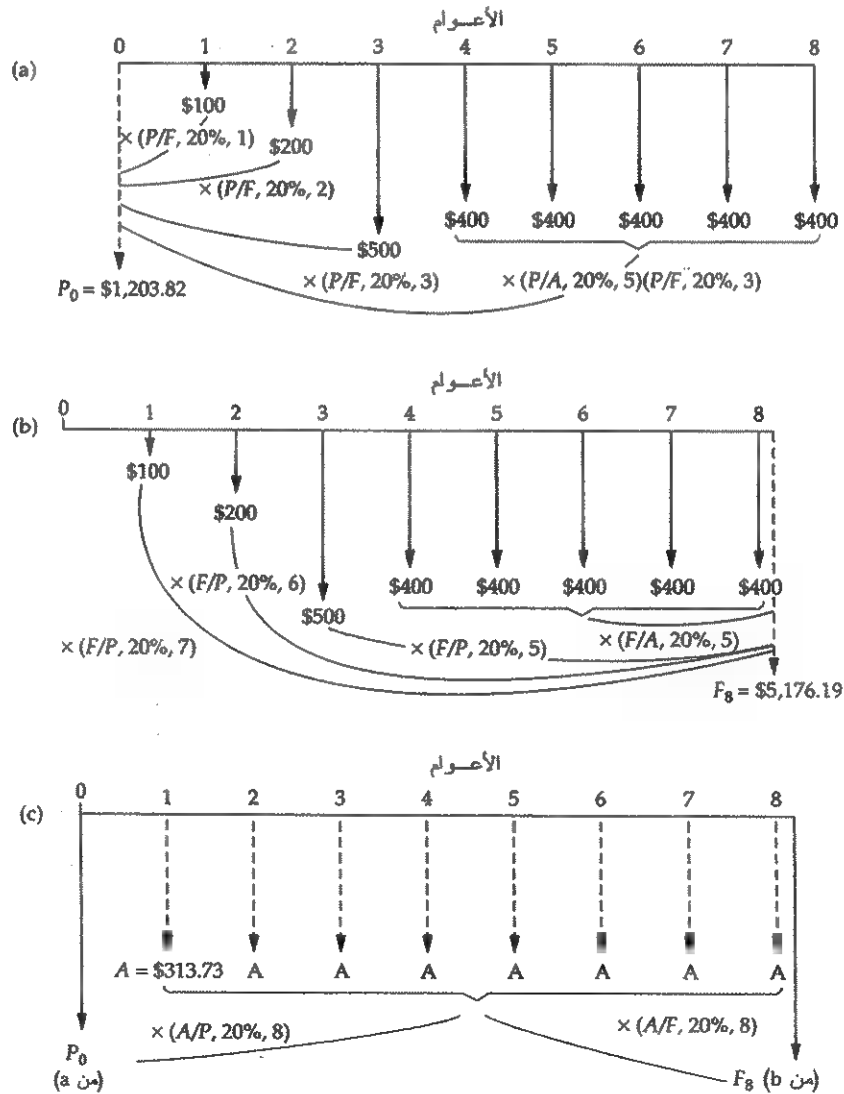 الأعـــوام
0 1 2 3 4 5 6 7 8
(a)
$100
× (P/F, 20%, 1)
$200
× (P/F, 20%, 2)
$400 $400 $400 $400 $400
$500
× (P/F, 20%, 3) × (P/A, 20%, 5)(P/F, 20%, 3)
P₀ = $1,203.82
الأعـــوام
0 1 2 3 4 5 6 7 8
(b)
$100
$200
× (F/P, 20%, 6) $400 $400 $400 $400 $400
$500
× (F/P, 20%, 7) × (F/P, 20%, 5) × (F/A, 20%, 5)
F₈ = $5,176.19
الأعـــوام
0 1 2 3 4 5 6 7 8
(c)
A = $313.73 A A A A A A A
× (A/P, 20%, 8) × (A/F, 20%, 8)
P₀
(a من)
F₈ (b من)